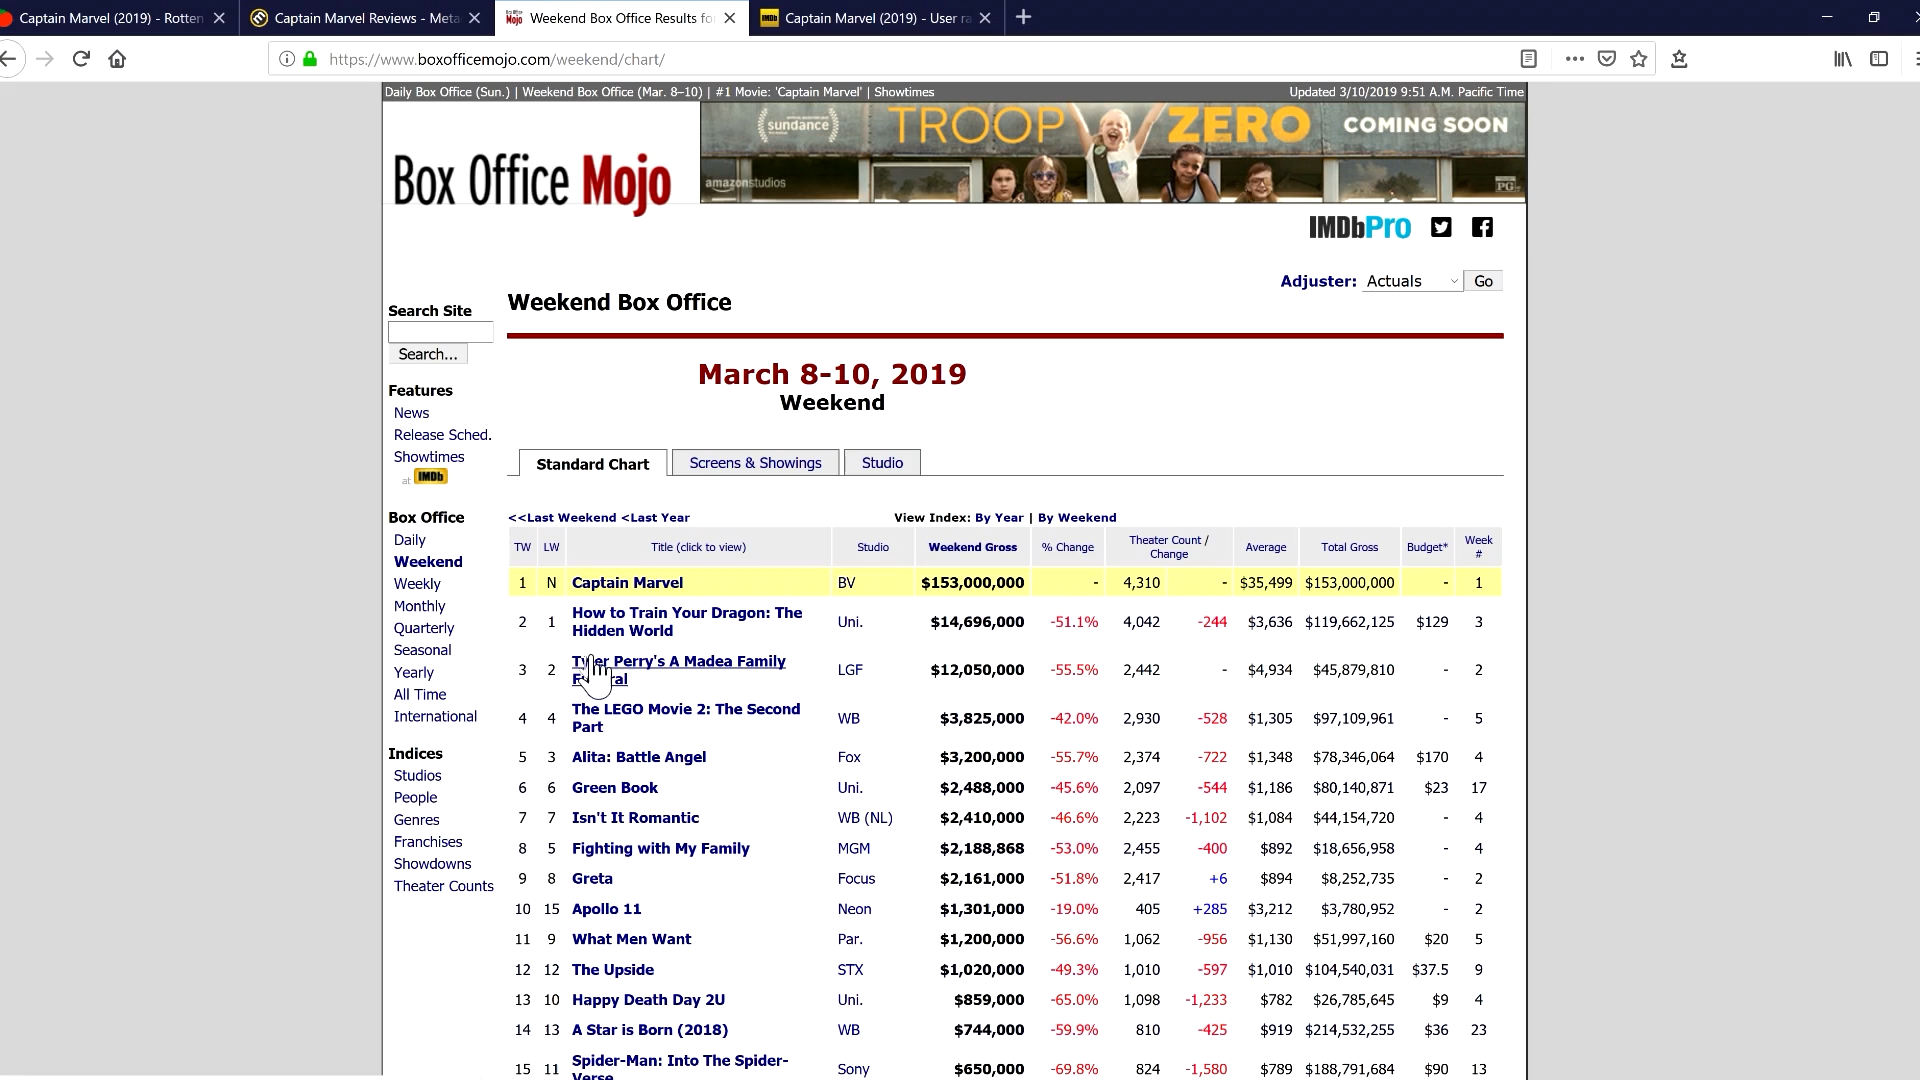 Captain Marvel (2019) - Rotten
Captain Marvel Reviews - Meta
Weekend Box Office Results fo
IMDb Captain Marvel (2019) - User ra
https://www.boxofficemojo.com/weekend/chart/
Daily Box Office (Sun.) | Weekend Box Office (Mar. 8–10) | #1 Movie: 'Captain Marvel' | Showtimes
Updated 3/10/2019 9:51 A.M. Pacific Time
Box Office Mojo
sundance
TROOP ZERO COMING SOON
amazonstudios
PG
IMDbPro
Adjuster: Actuals Go
Weekend Box Office
Search Site
Search...
Features
News
Release Sched.
Showtimes
at IMDb
Box Office
Daily
Weekend
Weekly
Monthly
Quarterly
Seasonal
Yearly
All Time
International
Indices
Studios
People
Genres
Franchises
Showdowns
Theater Counts
March 8-10, 2019
Weekend
Standard Chart Screens & Showings Studio
<<Last Weekend <Last Year View Index: By Year | By Weekend
TW LW Title (click to view) Studio Weekend Gross % Change Theater Count / Change Average Total Gross Budget* Week #
1 N Captain Marvel BV $153,000,000 - 4,310 - $35,499 $153,000,000 - 1
2 1 How to Train Your Dragon: The Hidden World Uni. $14,696,000 -51.1% 4,042 -244 $3,636 $119,662,125 $129 3
3 2 Perry's A Madea Family LGF $12,050,000 -55.5% 2,442 - $4,934 $45,879,810 - 2
4 4 The LEGO Movie 2: The Second Part WB $3,825,000 -42.0% 2,930 -528 $1,305 $97,109,961 - 5
5 3 Alita: Battle Angel Fox $3,200,000 -55.7% 2,374 -722 $1,348 $78,346,064 $170 4
6 6 Green Book Uni. $2,488,000 -45.6% 2,097 -544 $1,186 $80,140,871 $23 17
7 7 Isn't It Romantic WB (NL) $2,410,000 -46.6% 2,223 -1,102 $1,084 $44,154,720 - 4
8 5 Fighting with My Family MGM $2,188,868 -53.0% 2,455 -400 $892 $18,656,958 - 4
9 8 Greta Focus $2,161,000 -51.8% 2,417 +6 $894 $8,252,735 - 2
10 15 Apollo 11 Neon $1,301,000 -19.0% 405 +285 $3,212 $3,780,952 - 2
11 9 What Men Want Par. $1,200,000 -56.6% 1,062 -956 $1,130 $51,997,160 $20 5
12 12 The Upside STX $1,020,000 -49.3% 1,010 -597 $1,010 $104,540,031 $37.5 9
13 10 Happy Death Day 2U Uni. $859,000 -65.0% 1,098 -1,233 $782 $26,785,645 $9 4
14 13 A Star is Born (2018) WB $744,000 -59.9% 810 -425 $919 $214,532,255 $36 23
15 11 Spider-Man: Into The Spider-Verse Sony $650,000 -69.8% 824 -1,580 $789 $188,791,684 $90 13